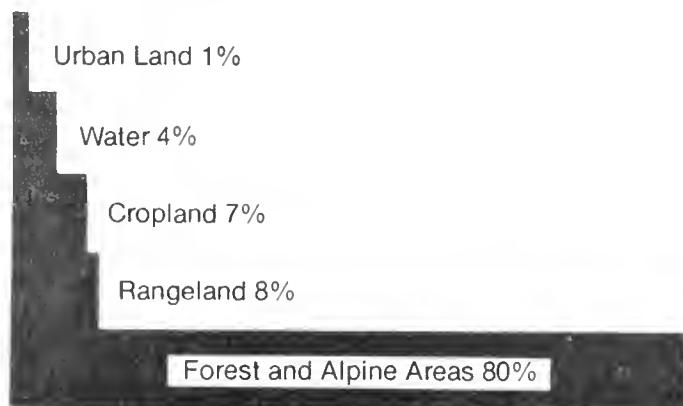 Urban Land 1%
Water 4%
Cropland 7%
Rangeland 8%
Forest and Alpine Areas 80%